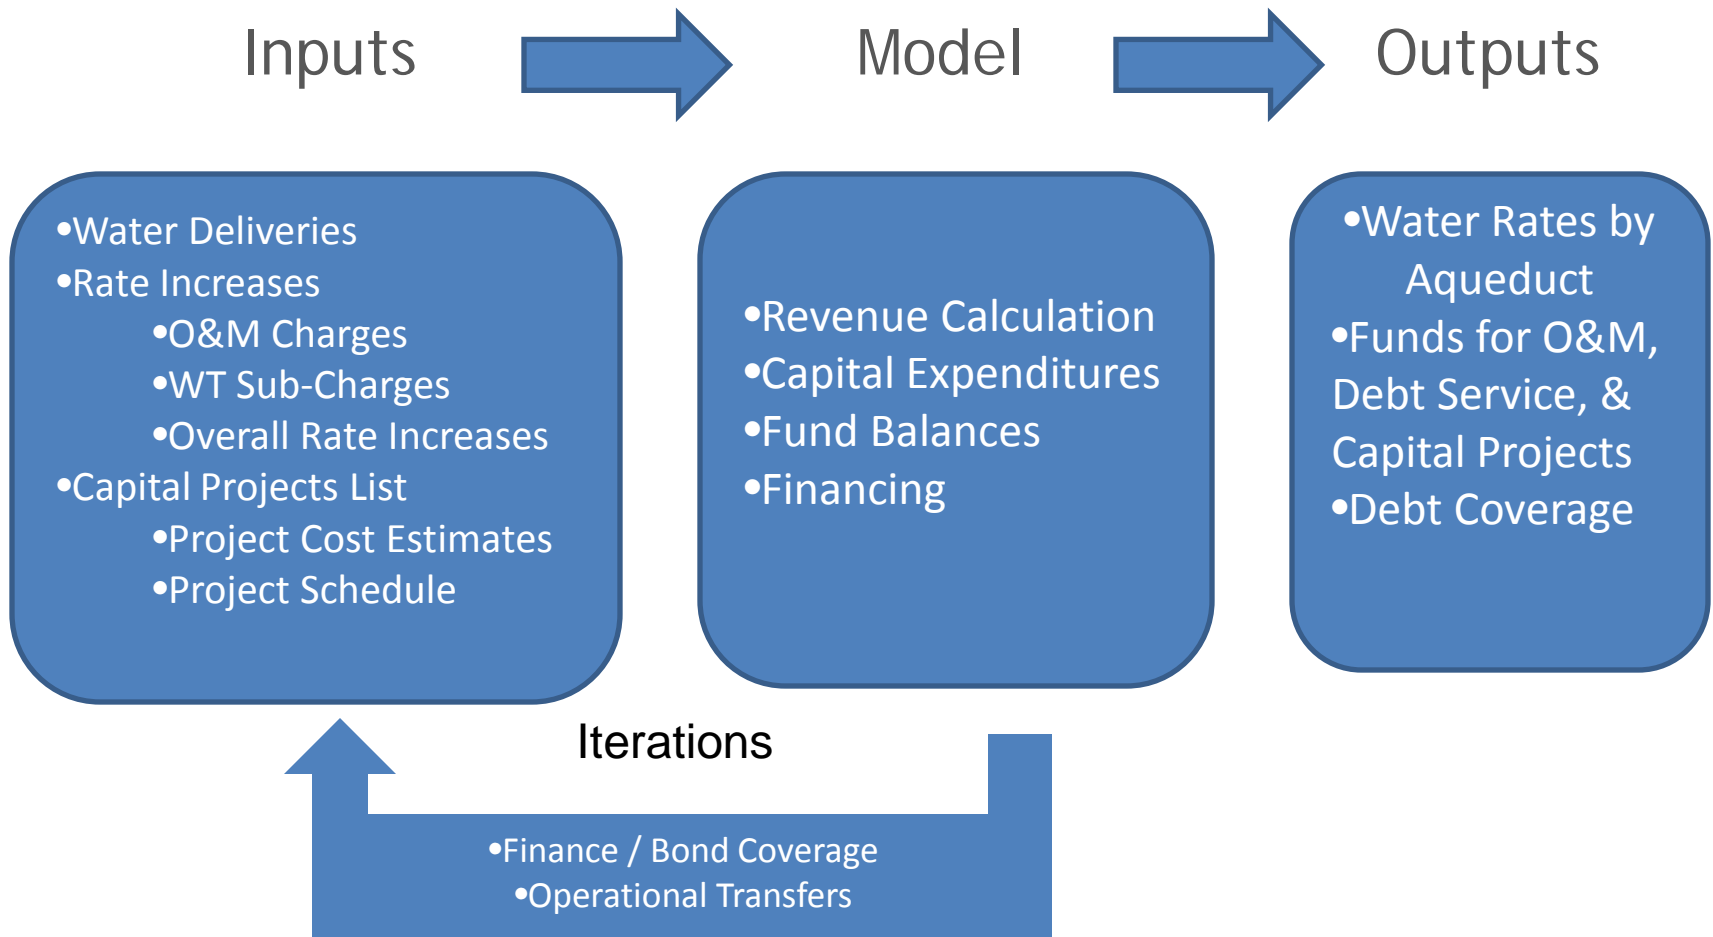 Inputs
Model
Outputs
•Water Deliveries
•Rate Increases
•O&M Charges
•WT Sub-Charges
•Overall Rate Increases
•Capital Projects List
•Project Cost Estimates
•Project Schedule
•Revenue Calculation
•Capital Expenditures
•Fund Balances
•Financing
•Water Rates by
Aqueduct
•Funds for O&M,
Debt Service, &
Capital Projects
•Debt Coverage
Iterations
•Finance / Bond Coverage
•Operational Transfers